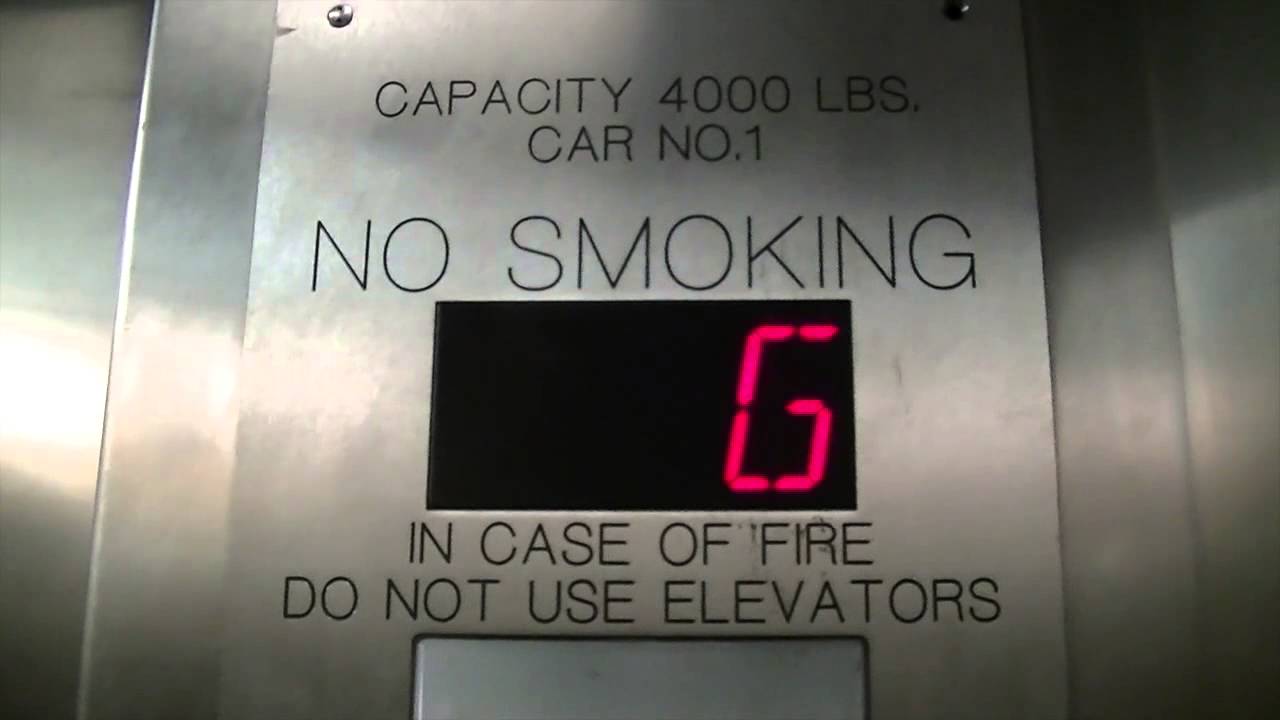 CAPACITY 4000 LBS.
CAR NO.1
NO SMOKING
G
IN CASE OF FIRE
DO NOT USE ELEVATORS